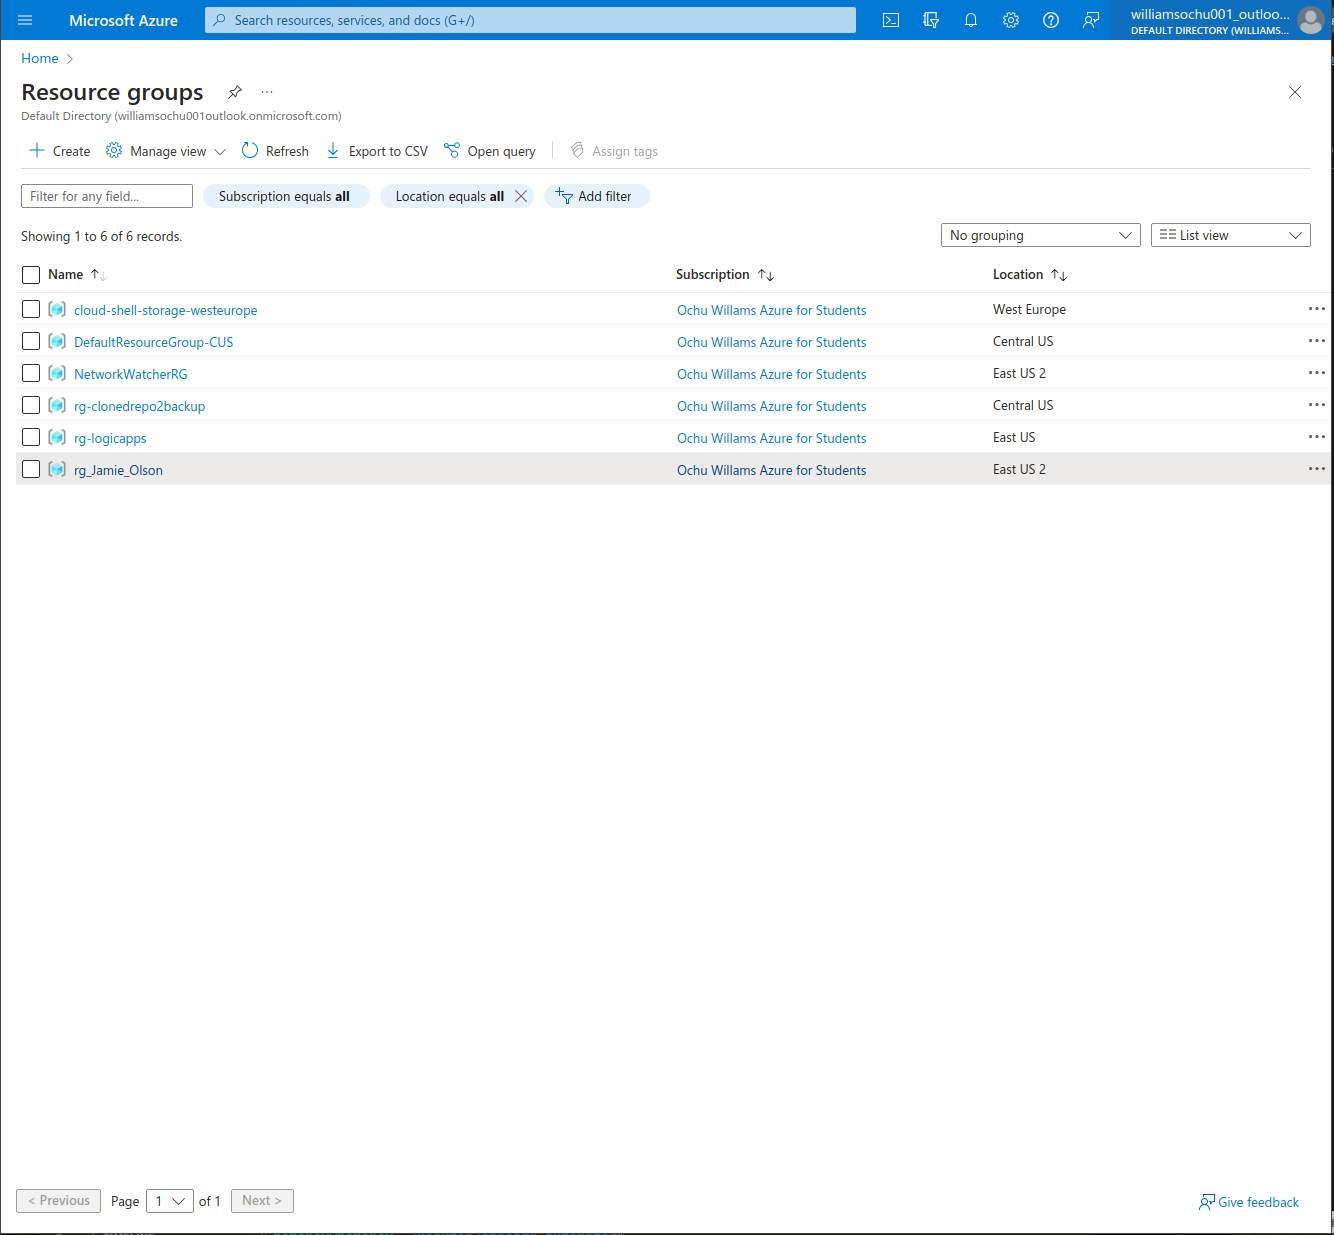 Microsoft Azure
Search resources, services, and docs (G+/)
williamsochu001_outloo...
DEFAULT DIRECTORY (WILLIAMS...
Home
Resource groups
Default Directory (williamsochu001outlook.onmicrosoft.com)
Create Manage view Refresh Export to CSV Open query Assign tags
Filter for any field... Subscription equals all Location equals all Add filter
Showing 1 to 6 of 6 records. No grouping List view
Name Subscription Location
cloud-shell-storage-westeurope Ochu Willams Azure for Students West Europe
DefaultResourceGroup-CUS Ochu Willams Azure for Students Central US
NetworkWatcherRG Ochu Willams Azure for Students East US 2
rg-clonedrepo2backup Ochu Willams Azure for Students Central US
rg-logicapps Ochu Willams Azure for Students East US
rg_Jamie_Olson Ochu Willams Azure for Students East US 2
< Previous Page 1 of 1 Next > Give feedback